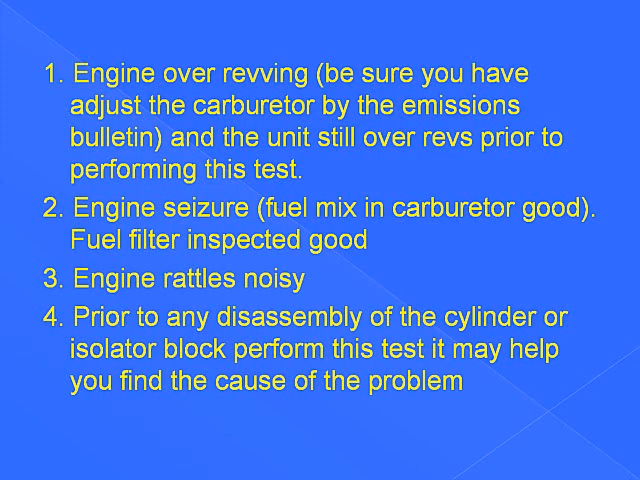 1. Engine over revving (be sure you have
adjust the carburetor by the emissions
bulletin) and the unit still over revs prior to
performing this test.
2. Engine seizure (fuel mix in carburetor good).
Fuel filter inspected good
3. Engine rattles noisy
4. Prior to any disassembly of the cylinder or
isolator block perform this test it may help
you find the cause of the problem